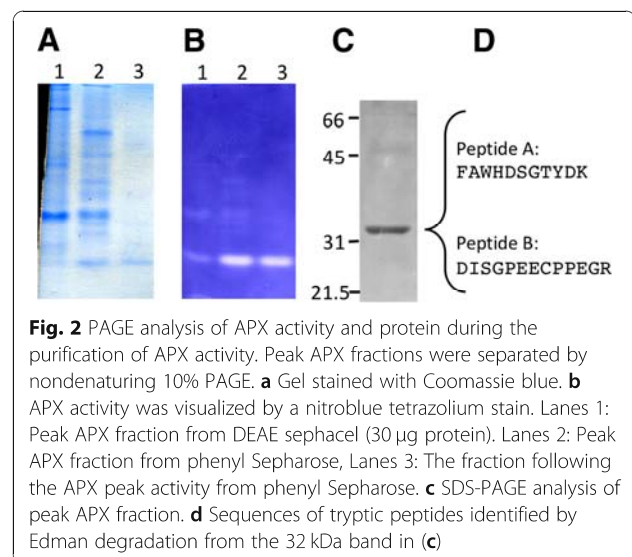 A B C D
1 2 3 1 2 3
66
45
31
21.5
Peptide A:
FAWHDSGTYDK
Peptide B:
DISGPEECPPEGR
Fig. 2 PAGE analysis of APX activity and protein during the
purification of APX activity. Peak APX fractions were separated by
nondenaturing 10% PAGE. a Gel stained with Coomassie blue. b
APX activity was visualized by a nitroblue tetrazolium stain. Lanes 1:
Peak APX fraction from DEAE sephacel (30 μg protein). Lanes 2: Peak
APX fraction from phenyl Sepharose, Lanes 3: The fraction following
the APX peak activity from phenyl Sepharose. c SDS-PAGE analysis of
peak APX fraction. d Sequences of tryptic peptides identified by
Edman degradation from the 32 kDa band in (c)